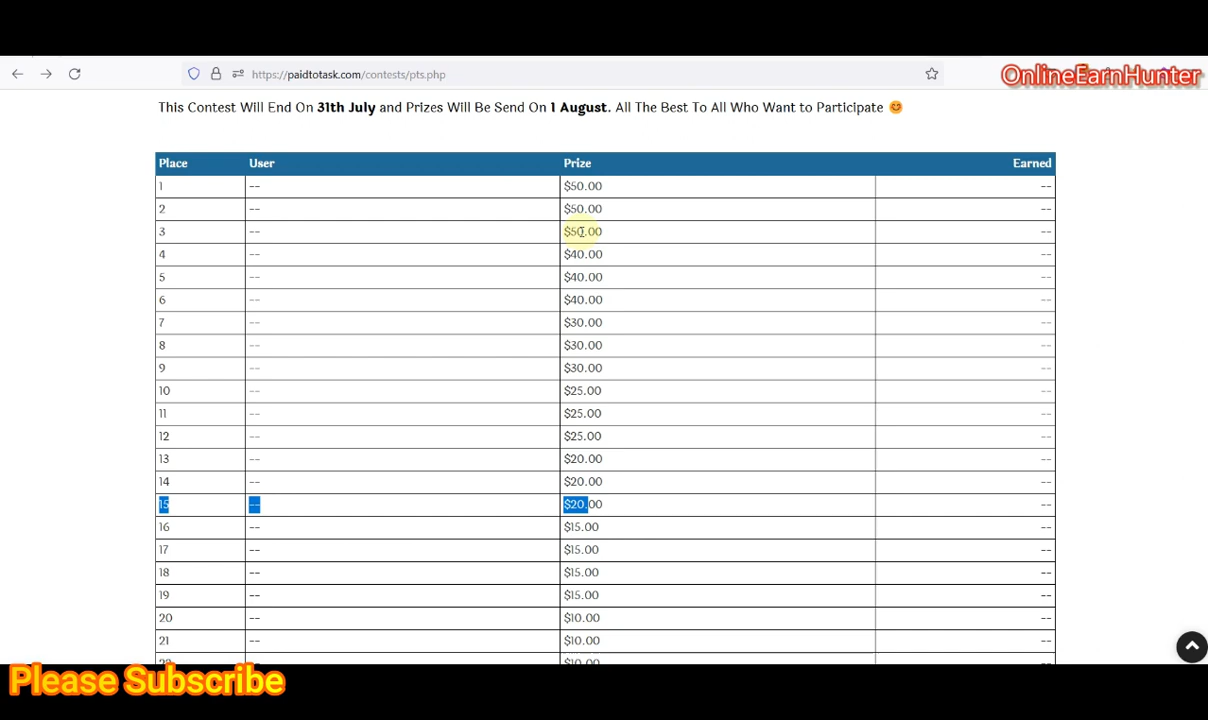 https://paidtotask.com/contests/pts.php
OnlineEarnHunter
This Contest Will End On 31th July and Prizes Will Be Send On 1 August. All The Best To All Who Want to Participate 😊
Place User Prize Earned
1 -- $50.00 --
2 -- $50.00 --
3 -- $50.00 --
4 -- $40.00 --
5 -- $40.00 --
6 -- $40.00 --
7 -- $30.00 --
8 -- $30.00 --
9 -- $30.00 --
10 -- $25.00 --
11 -- $25.00 --
12 -- $25.00 --
13 -- $20.00 --
14 -- $20.00 --
15 -- $20.00 --
16 -- $15.00 --
17 -- $15.00 --
18 -- $15.00 --
19 -- $15.00 --
20 -- $10.00 --
21 -- $10.00 --
22 -- $10.00 --
Please Subscribe